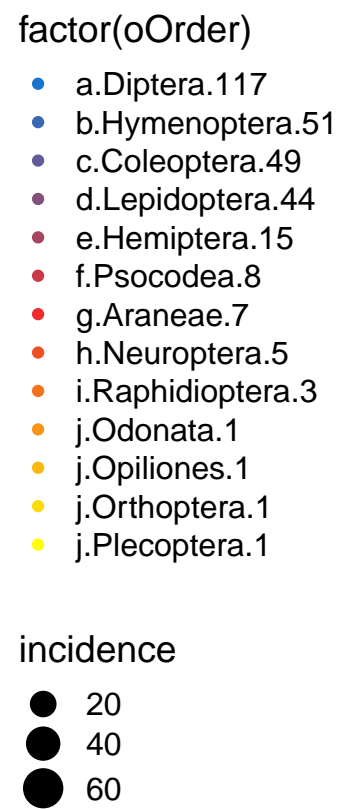 factor(oOrder)
a.Diptera.117
b.Hymenoptera.51
c.Coleoptera.49
d.Lepidoptera.44
e.Hemiptera.15
f.Psocodea.8
g.Araneae.7
h.Neuroptera.5
i.Raphidioptera.3
j.Odonata.1
j.Opiliones.1
j.Orthoptera.1
j.Plecoptera.1
incidence
20
40
60